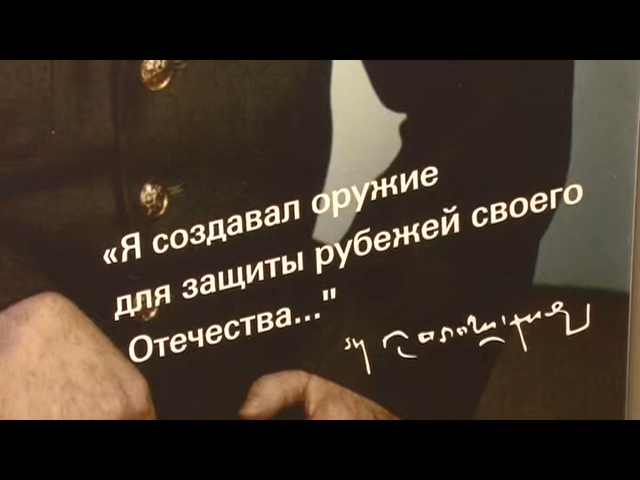 «Я создавал оружие
для защиты рубежей своего
Отечества..."